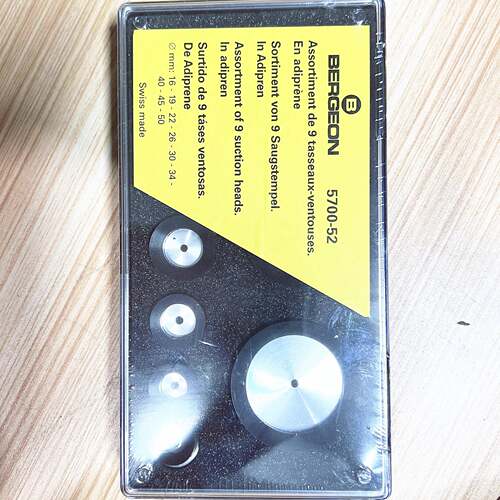 B
BERGEON 5700-52
Assortiment de 9 tasseaux-ventouses.
En adiprène
Sortiment von 9 Saugstempel.
In Adipren
Assortment of 9 suction heads.
In adipren
Surtido de 9 táses ventosas.
De Adiprene
Ø mm: 16 - 19 - 22 - 26 - 30 - 34 -
40 - 45 - 50
Swiss made